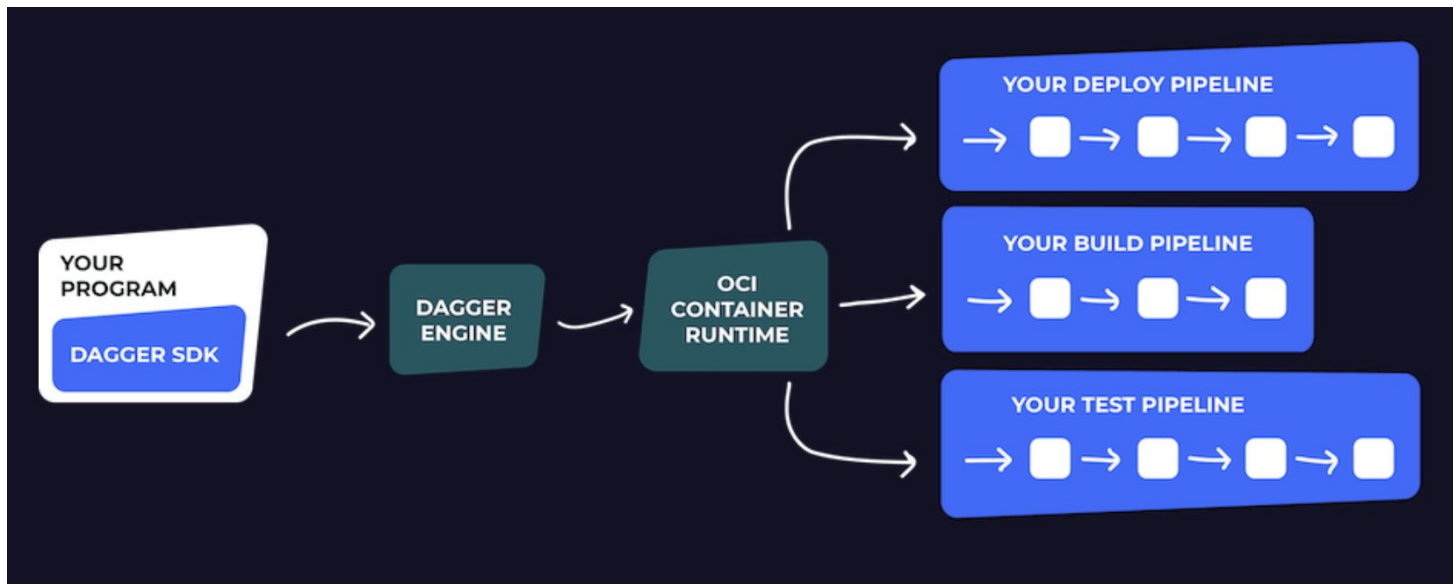 YOUR
PROGRAM
DAGGER SDK
DAGGER
ENGINE
OCI
CONTAINER
RUNTIME
YOUR DEPLOY PIPELINE
YOUR BUILD PIPELINE
YOUR TEST PIPELINE